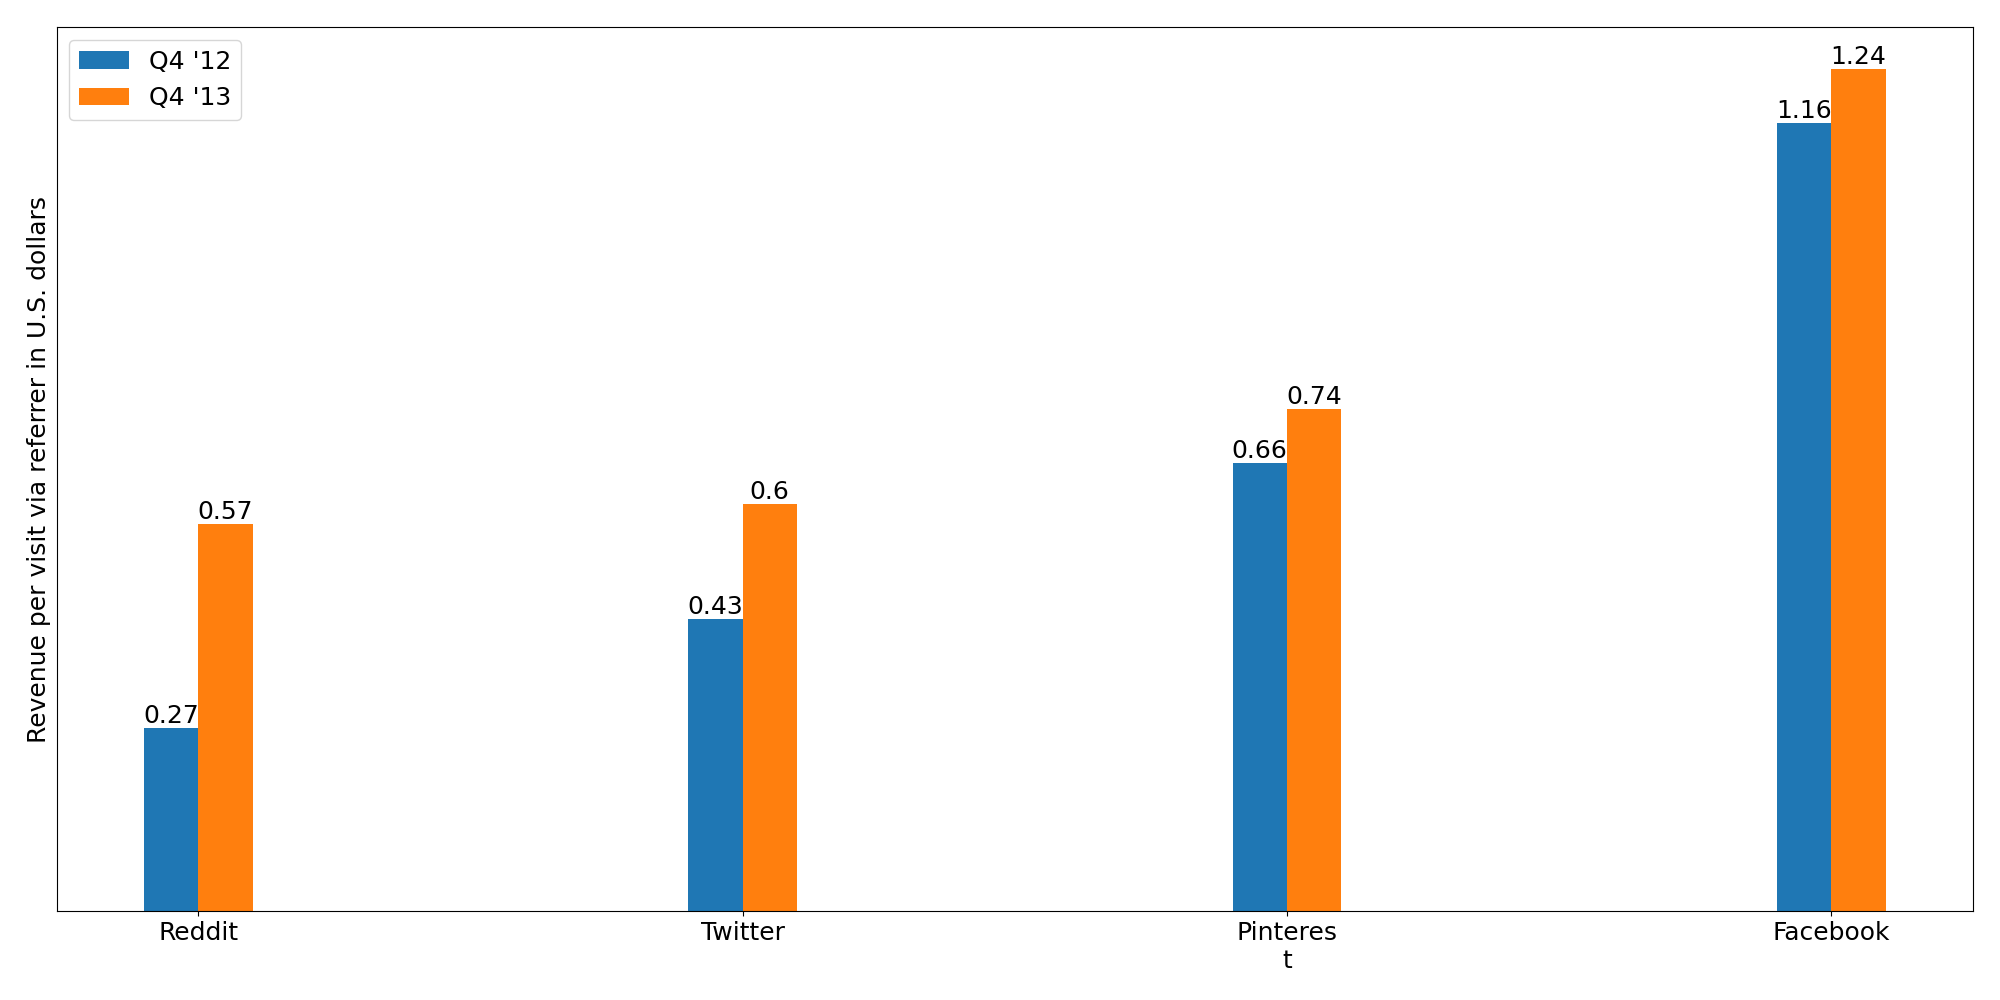 Q4 '12
Q4 '13
Revenue per visit via referrer in U.S. dollars
0.27
0.57
0.43
0.6
0.66
0.74
1.16
1.24
Reddit
Twitter
Pinteres
t
Facebook